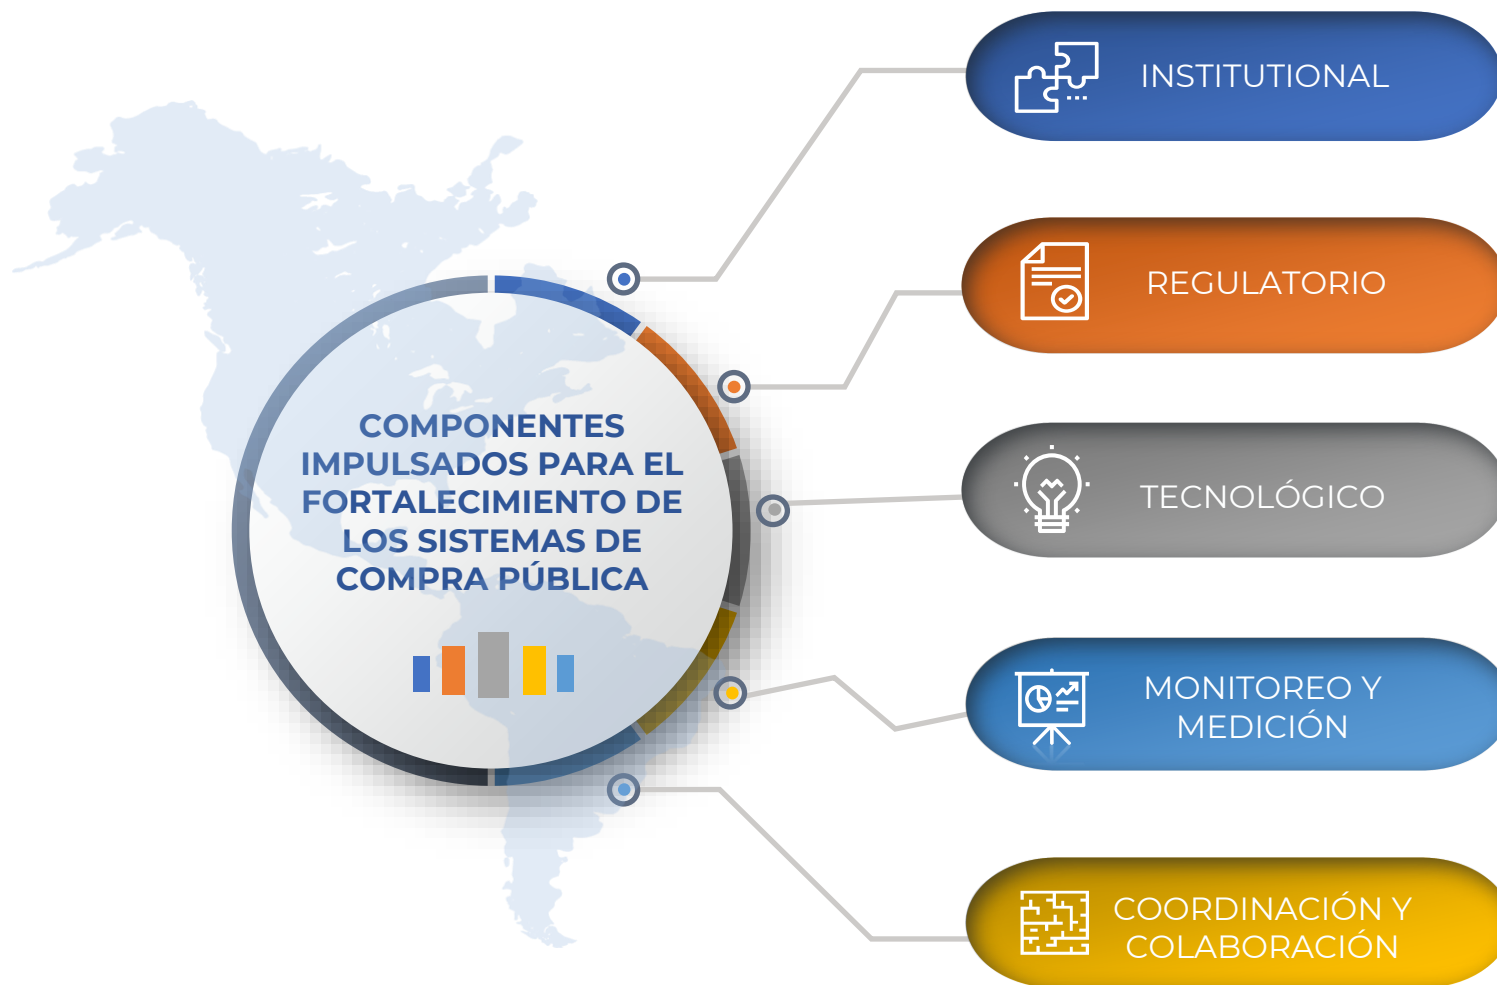 COMPONENTES
IMPULSADOS PARA EL
FORTALECIMIENTO DE
LOS SISTEMAS DE
COMPRA PÚBLICA
INSTITUTIONAL
REGULATORIO
TECNOLÓGICO
MONITOREO Y
MEDICIÓN
COORDINACIÓN Y
COLABORACIÓN